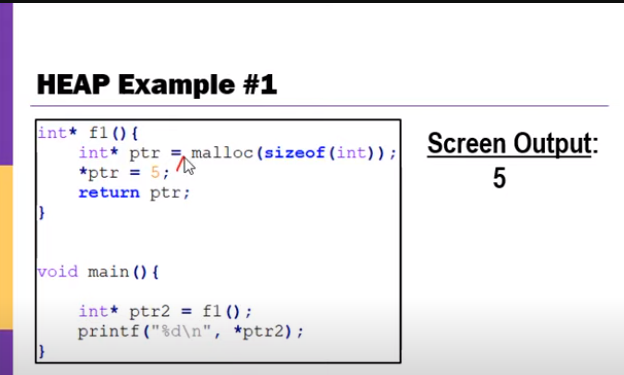 HEAP Example #1
int* f1(){
int* ptr = malloc(sizeof(int));
*ptr = 5;
return ptr;
}
void main(){
int* ptr2 = f1();
printf("%d\n", *ptr2);
}
Screen Output:
5